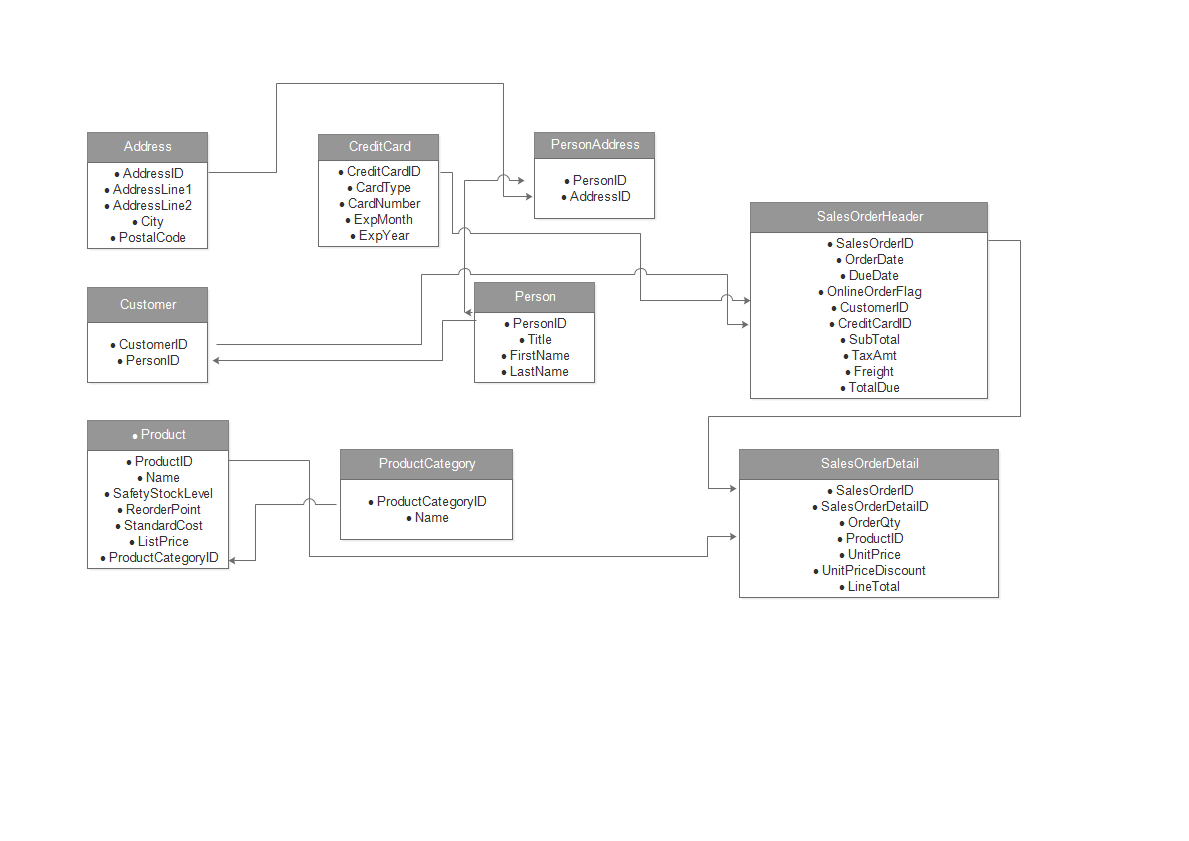 Address
• AddressID
• AddressLine1
• AddressLine2
• City
• PostalCode
CreditCard
• CreditCardID
• CardType
• CardNumber
• ExpMonth
• ExpYear
PersonAddress
• PersonID
• AddressID
SalesOrderHeader
• SalesOrderID
• OrderDate
• DueDate
• OnlineOrderFlag
• CustomerID
• CreditCardID
• SubTotal
• TaxAmt
• Freight
• TotalDue
Customer
• CustomerID
• PersonID
Person
• PersonID
• Title
• FirstName
• LastName
• Product
• ProductID
• Name
• SafetyStockLevel
• ReorderPoint
• StandardCost
• ListPrice
• ProductCategoryID
ProductCategory
• ProductCategoryID
• Name
SalesOrderDetail
• SalesOrderID
• SalesOrderDetailID
• OrderQty
• ProductID
• UnitPrice
• UnitPriceDiscount
• LineTotal